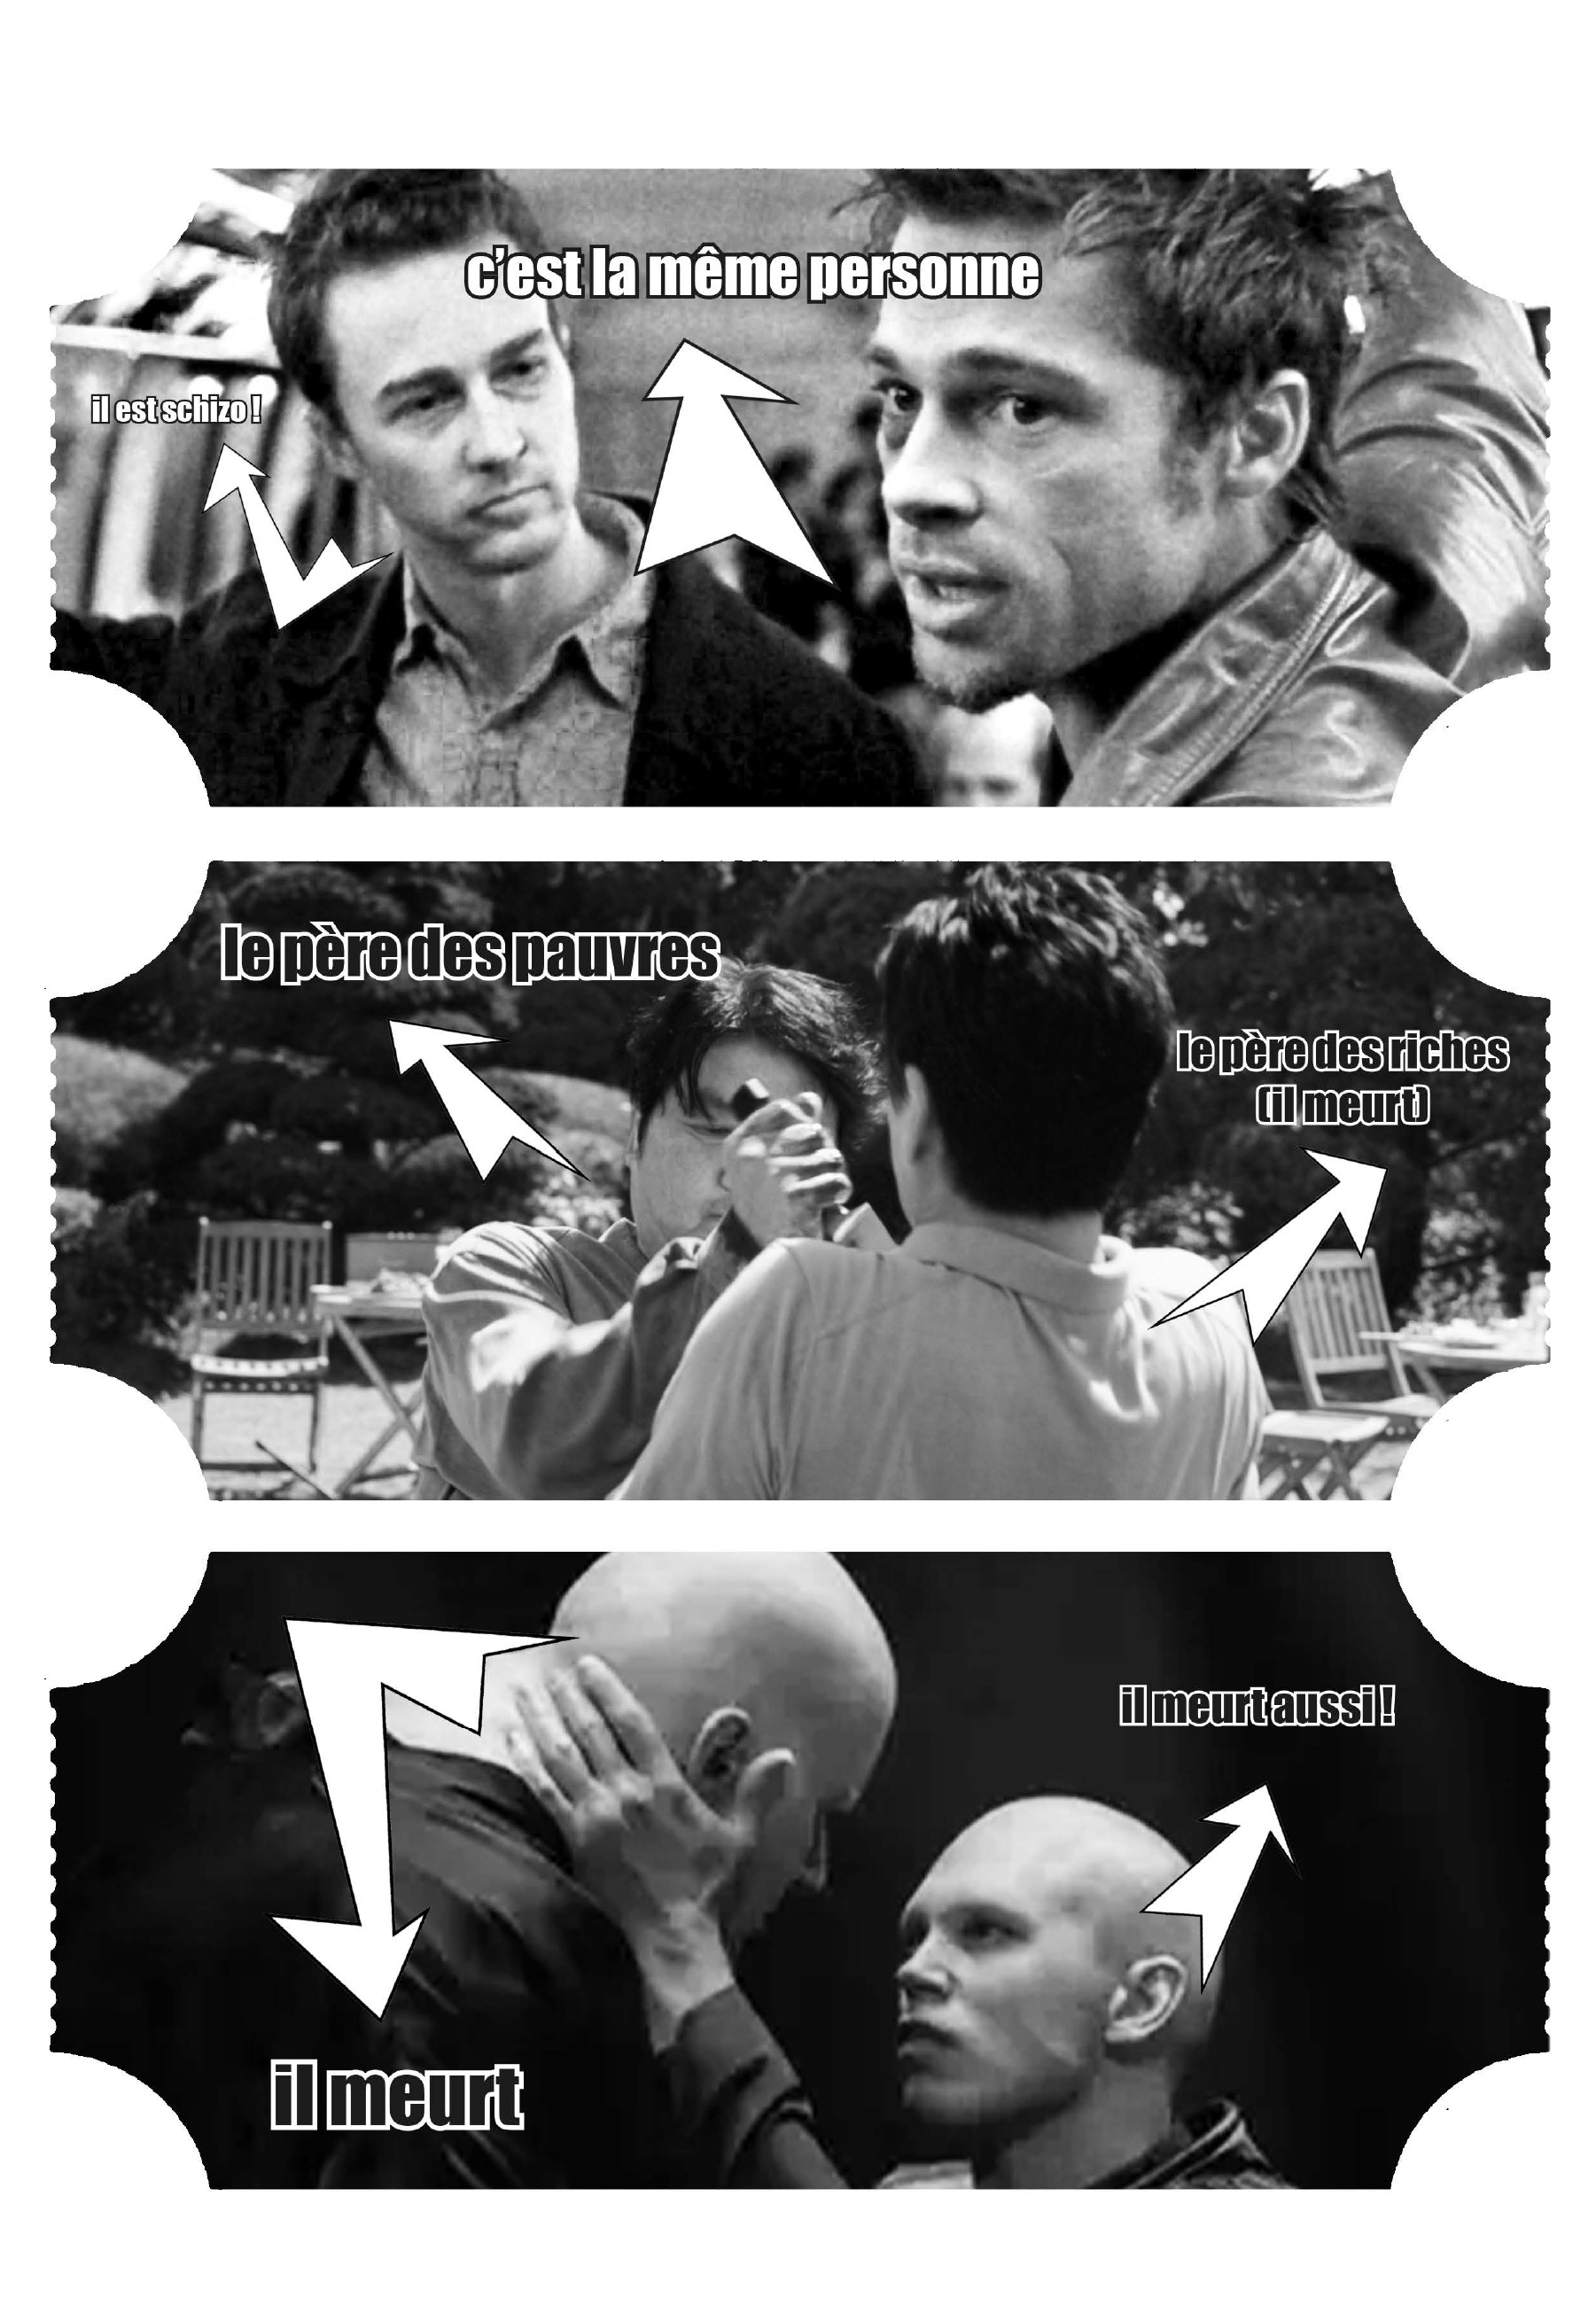 c'est la même personne
il est schizo !
le père des pauvres
le père des riches
(il meurt)
il meurt aussi !
il meurt